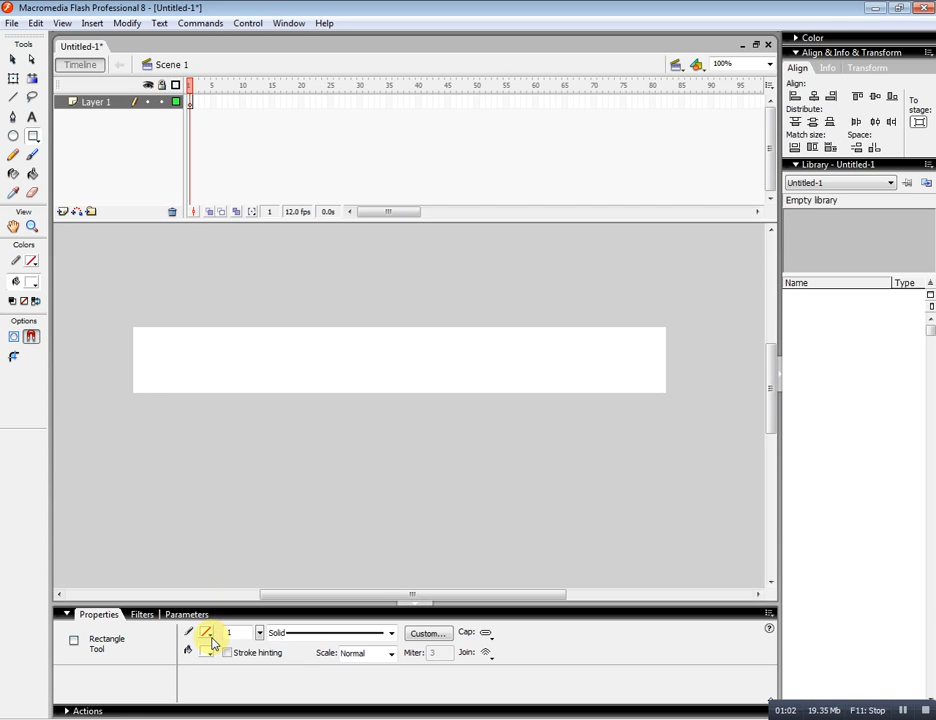 Macromedia Flash Professional 8 - [Untitled-1*]
File Edit View Insert Modify Text Commands Control Window Help
Tools
Untitled-1*
Color
Timeline
Scene 1
100%
Align & Info & Transform
Align Info Transform
1 5 10 15 20 25 30 35 40 45 50 55 60 65 70 75 80 85 90 95
Layer 1
Align:
To stage:
Distribute:
Match size: Space:
Library - Untitled-1
Untitled-1
Empty library
View
1 12.0 fps 0.0s
Colors
Name Type
Options
Properties Filters Parameters
Rectangle Tool
1 Solid Custom... Cap:
Stroke hinting Scale: Normal Miter: 3 Join:
Actions
01:02 19.35 Mb F11: Stop